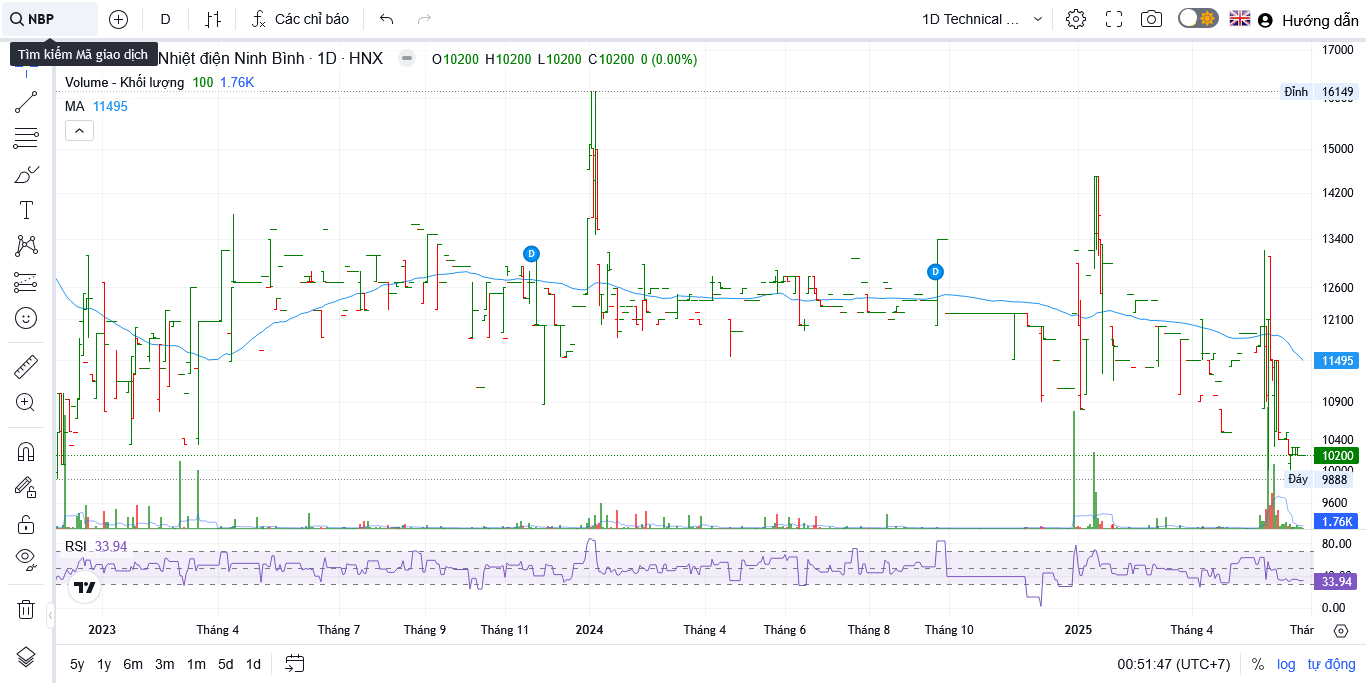 NBP
D
Các chỉ báo
1D Technical ...
Hướng dẫn
Tìm kiếm Mã giao dịch
Nhiệt điện Ninh Bình · 1D · HNX
O10200 H10200 L10200 C10200 0 (0.00%)
Volume - Khối lượng 100 1.76K
MA 11495
17000
Đỉnh 16149
15000
14200
13400
12600
12100
11495
10900
10400
10200
10000
Đáy 9888
9600
1.76K
D
D
RSI 33.94
80.00
33.94
0.00
2023
Tháng 4
Tháng 7
Tháng 9
Tháng 11
2024
Tháng 4
Tháng 6
Tháng 8
Tháng 10
2025
Tháng 4
Thár
5y 1y 6m 3m 1m 5d 1d
00:51:47 (UTC+7)
% log tự động